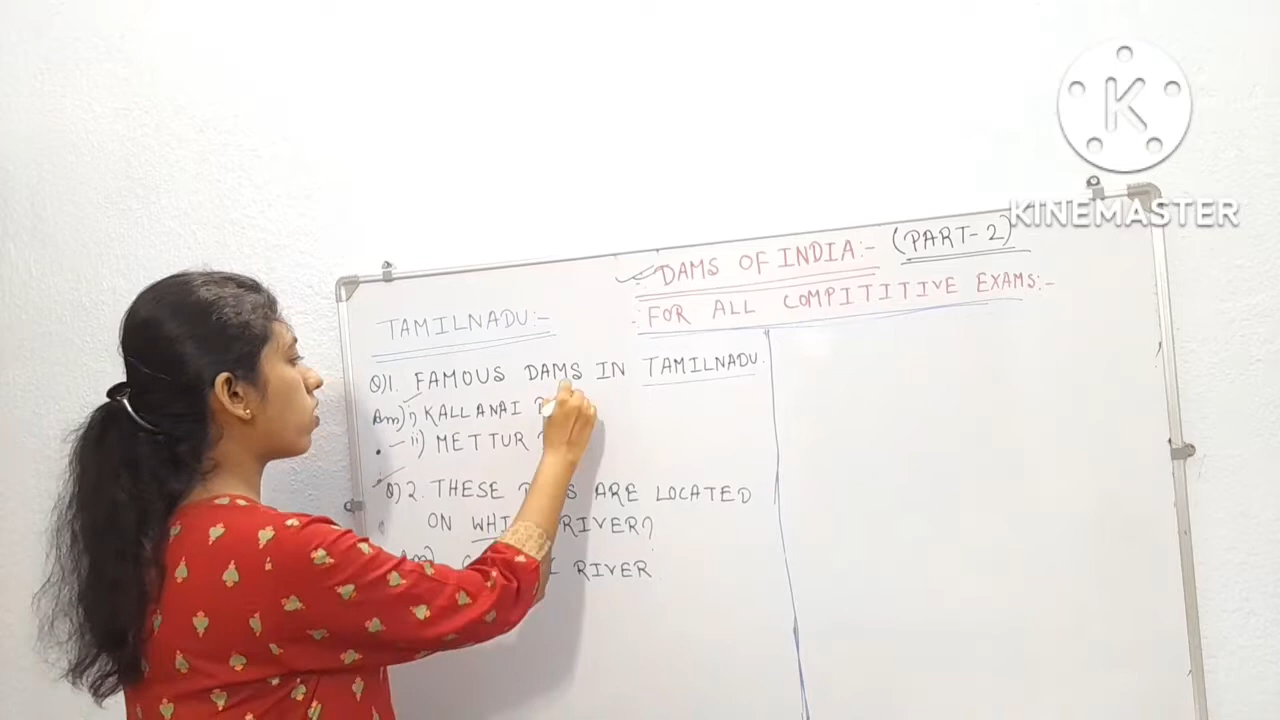 K
KINEMASTER
DAMS OF INDIA:- (PART-2)
FOR ALL COMPITITIVE EXAMS:-
TAMILNADU:-
Q)1. FAMOUS DAMS IN TAMILNADU.
Ans) i) KALLANAI
ii) METTUR
Q)2. THESE ARE LOCATED
ON RIVER?
RIVER